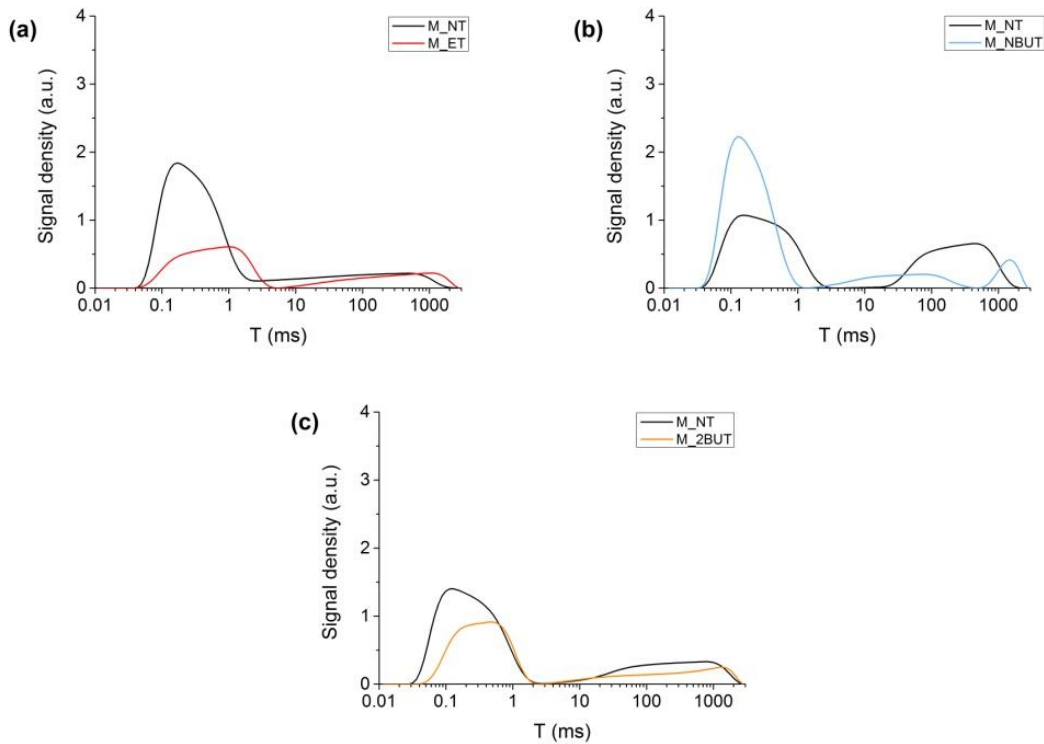 (a)
M_NT
M_ET
Signal density (a.u.)
4
3
2
1
0
0.01 0.1 1 10 100 1000
T (ms)
(b)
M_NT
M_NBUT
Signal density (a.u.)
4
3
2
1
0
0.01 0.1 1 10 100 1000
T (ms)
(c)
M_NT
M_2BUT
Signal density (a.u.)
4
3
2
1
0
0.01 0.1 1 10 100 1000
T (ms)